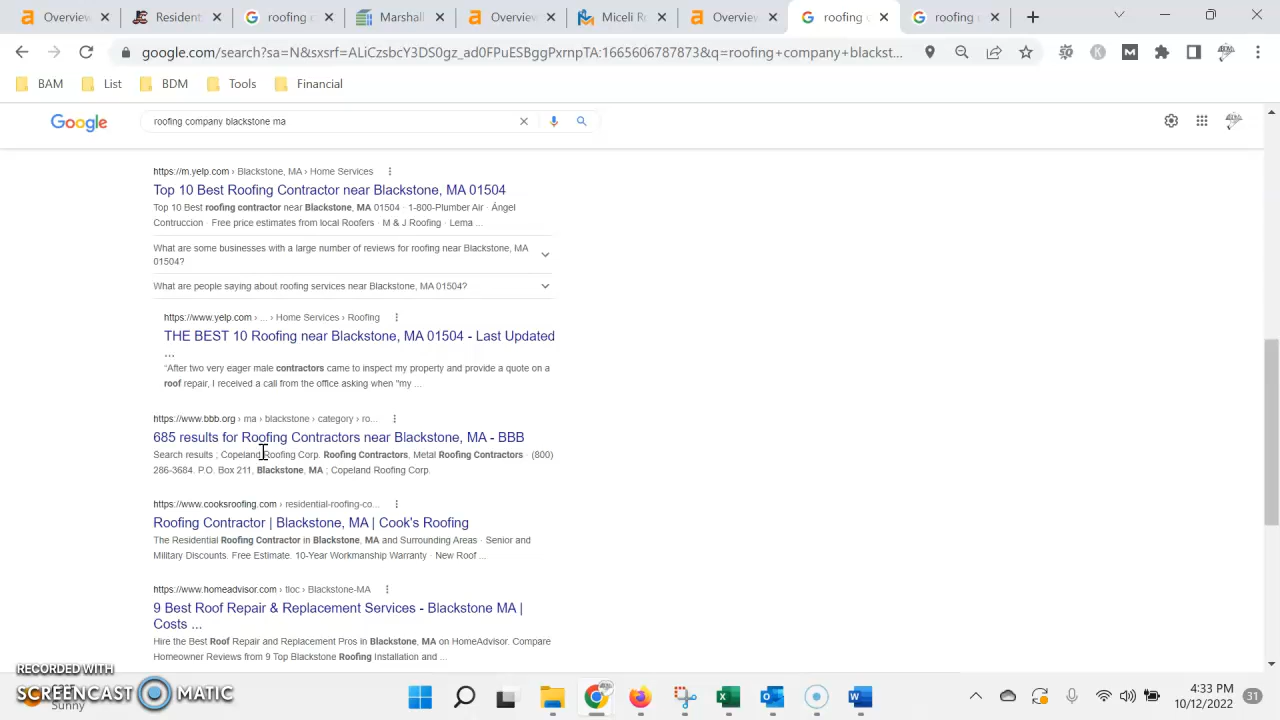 Overview:
Resident
roofing co
Marshall
Overview:
Miceli Ro
Overview:
roofing c
roofing c
google.com/search?sa=N&sxsrf=ALiCzsbcY3DS0gz_ad0FPuESBggPxrnpTA:1665606787873&q=roofing+company+blackst...
BAM
List
BDM
Tools
Financial
Google
roofing company blackstone ma
https://m.yelp.com › Blackstone, MA › Home Services
Top 10 Best Roofing Contractor near Blackstone, MA 01504
Top 10 Best roofing contractor near Blackstone, MA 01504 · 1-800-Plumber Air · Ángel
Contruccion · Free price estimates from local Roofers · M & J Roofing · Lema ...
What are some businesses with a large number of reviews for roofing near Blackstone, MA
01504?
What are people saying about roofing services near Blackstone, MA 01504?
https://www.yelp.com › ... › Home Services › Roofing
THE BEST 10 Roofing near Blackstone, MA 01504 - Last Updated
...
"After two very eager male contractors came to inspect my property and provide a quote on a
roof repair, I received a call from the office asking when "my ...
https://www.bbb.org › ma › blackstone › category › ro...
685 results for Roofing Contractors near Blackstone, MA - BBB
Search results ; Copeland Roofing Corp. Roofing Contractors, Metal Roofing Contractors · (800)
286-3684. P.O. Box 211, Blackstone, MA ; Copeland Roofing Corp.
https://www.cooksroofing.com › residential-roofing-co...
Roofing Contractor | Blackstone, MA | Cook's Roofing
The Residential Roofing Contractor in Blackstone, MA and Surrounding Areas · Senior and
Military Discounts. Free Estimate. 10-Year Workmanship Warranty · New Roof ...
https://www.homeadvisor.com › tloc › Blackstone-MA
9 Best Roof Repair & Replacement Services - Blackstone MA |
Costs ...
Hire the Best Roof Repair and Replacement Pros in Blackstone, MA on HomeAdvisor. Compare
Homeowner Reviews from 9 Top Blackstone Roofing Installation and ...
RECORDED WITH
SCREENCAST MATIC
Sunny
4:33 PM
10/12/2022
31